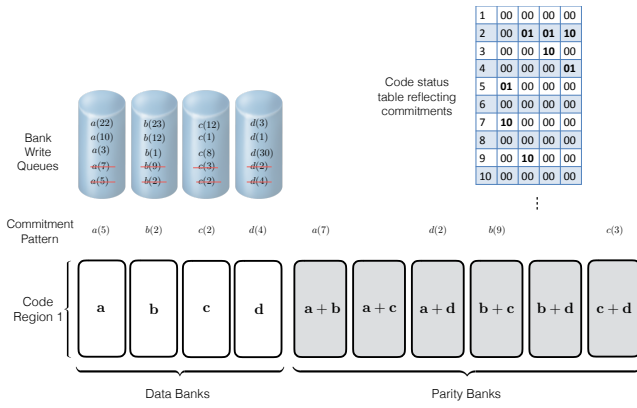 1 00 00 00 00
2 00 01 01 10
3 00 00 10 00
4 00 00 00 01
5 01 00 00 00
6 00 00 00 00
7 10 00 00 00
8 00 00 00 00
9 00 10 00 00
10 00 00 00 00
⋮
Code status
table reflecting
commitments
Bank
Write
Queues
a(22) b(23) c(12) d(3)
a(10) b(12) c(1) d(1)
a(3) b(1) c(8) d(30)
a(7) b(9) c(3) d(2)
a(5) b(2) c(2) d(4)
Commitment
Pattern
a(5) b(2) c(2) d(4) a(7) d(2) b(9) c(3)
Code
Region 1
a b c d a + b a + c a + d b + c b + d c + d
Data Banks Parity Banks